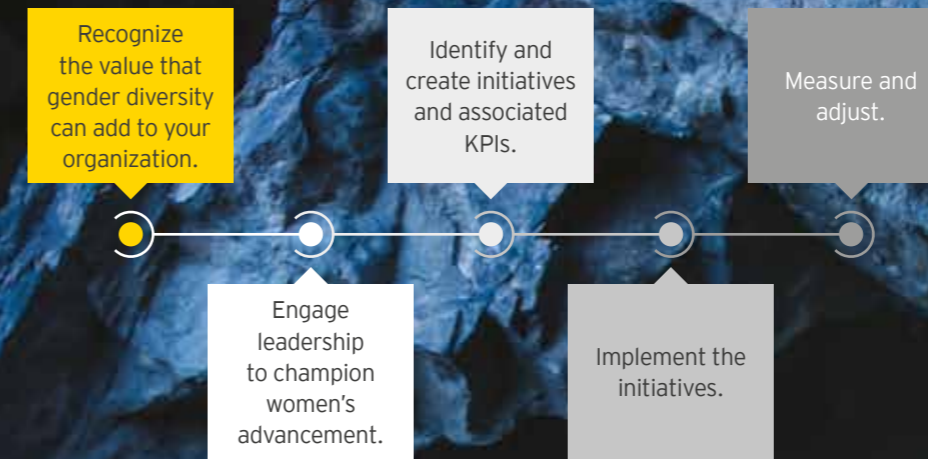 Recognize
the value that
gender diversity
can add to your
organization.
Engage
leadership
to champion
women's
advancement.
Identify and
create initiatives
and associated
KPIs.
Implement the
initiatives.
Measure and
adjust.